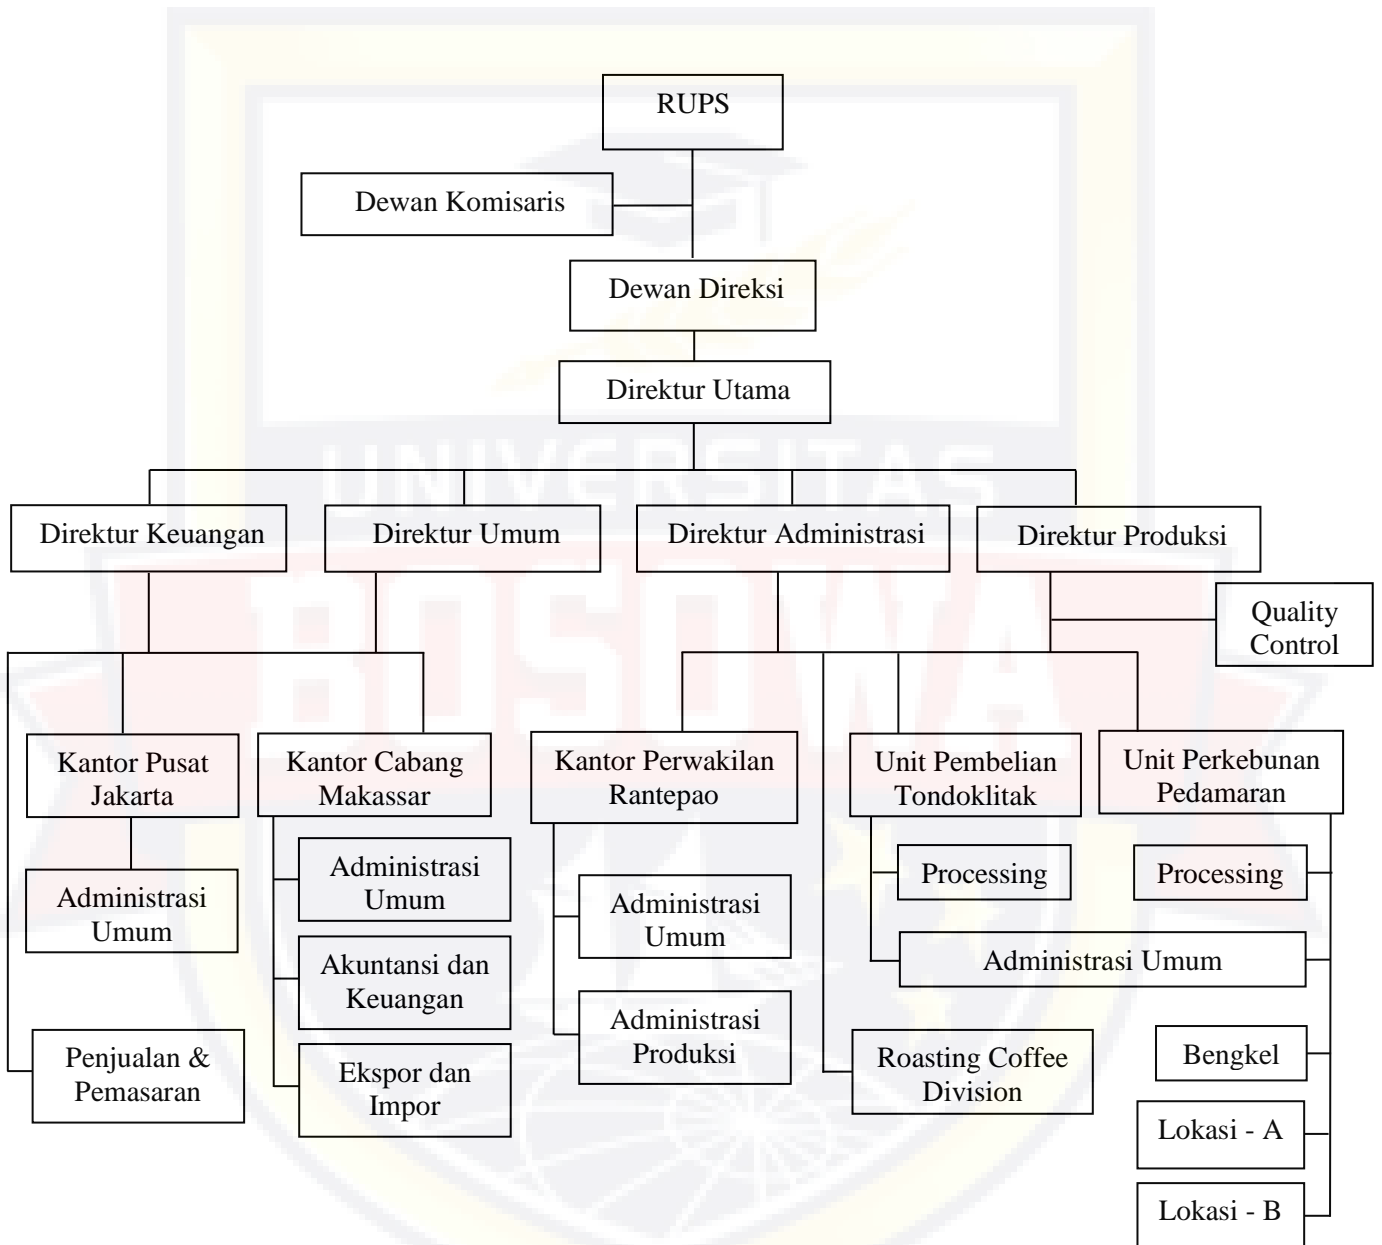 RUPS
Dewan Komisaris
Dewan Direksi
Direktur Utama
UNIVERSITAS
Direktur Keuangan
Direktur Umum
Direktur Administrasi
Direktur Produksi
BOSOWA
Quality
Control
Kantor Pusat
Jakarta
Kantor Cabang
Makassar
Kantor Perwakilan
Rantepao
Unit Pembelian
Tondoklitak
Unit Perkebunan
Pedamaran
Administrasi
Umum
Administrasi
Umum
Akuntansi dan
Keuangan
Ekspor dan
Impor
Penjualan &
Pemasaran
Administrasi
Umum
Administrasi
Produksi
Processing
Processing
Administrasi Umum
Roasting Coffee
Division
Bengkel
Lokasi - A
Lokasi - B